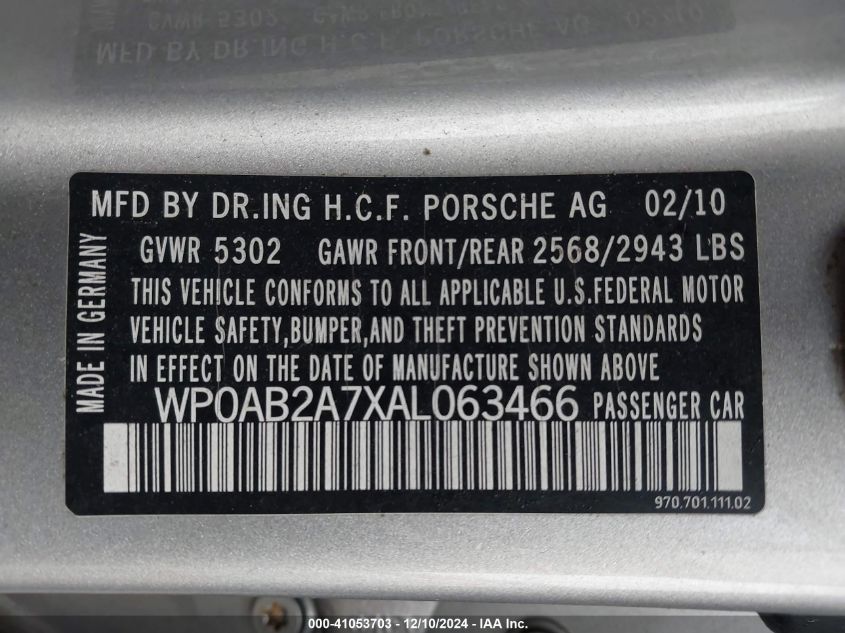 MFD BY DR.ING H.C.F. PORSCHE AG 02/10
GVWR 5302 GAWR FRONT/REAR 2568/2943 LBS
THIS VEHICLE CONFORMS TO ALL APPLICABLE U.S.FEDERAL MOTOR
VEHICLE SAFETY,BUMPER,AND THEFT PREVENTION STANDARDS
IN EFFECT ON THE DATE OF MANUFACTURE SHOWN ABOVE
WP0AB2A7XAL063466 PASSENGER CAR
MADE IN GERMANY
970.701.111.02
000-41053703 - 12/10/2024 - IAA Inc.